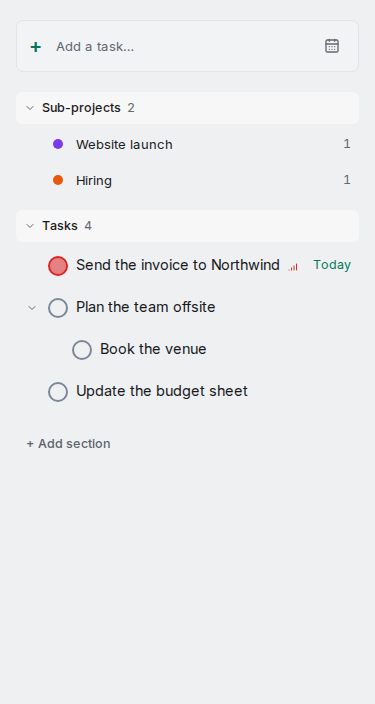 + Add a task...
Sub-projects 2
Website launch 1
Hiring 1
Tasks 4
Send the invoice to Northwind Today
Plan the team offsite
Book the venue
Update the budget sheet
+ Add section